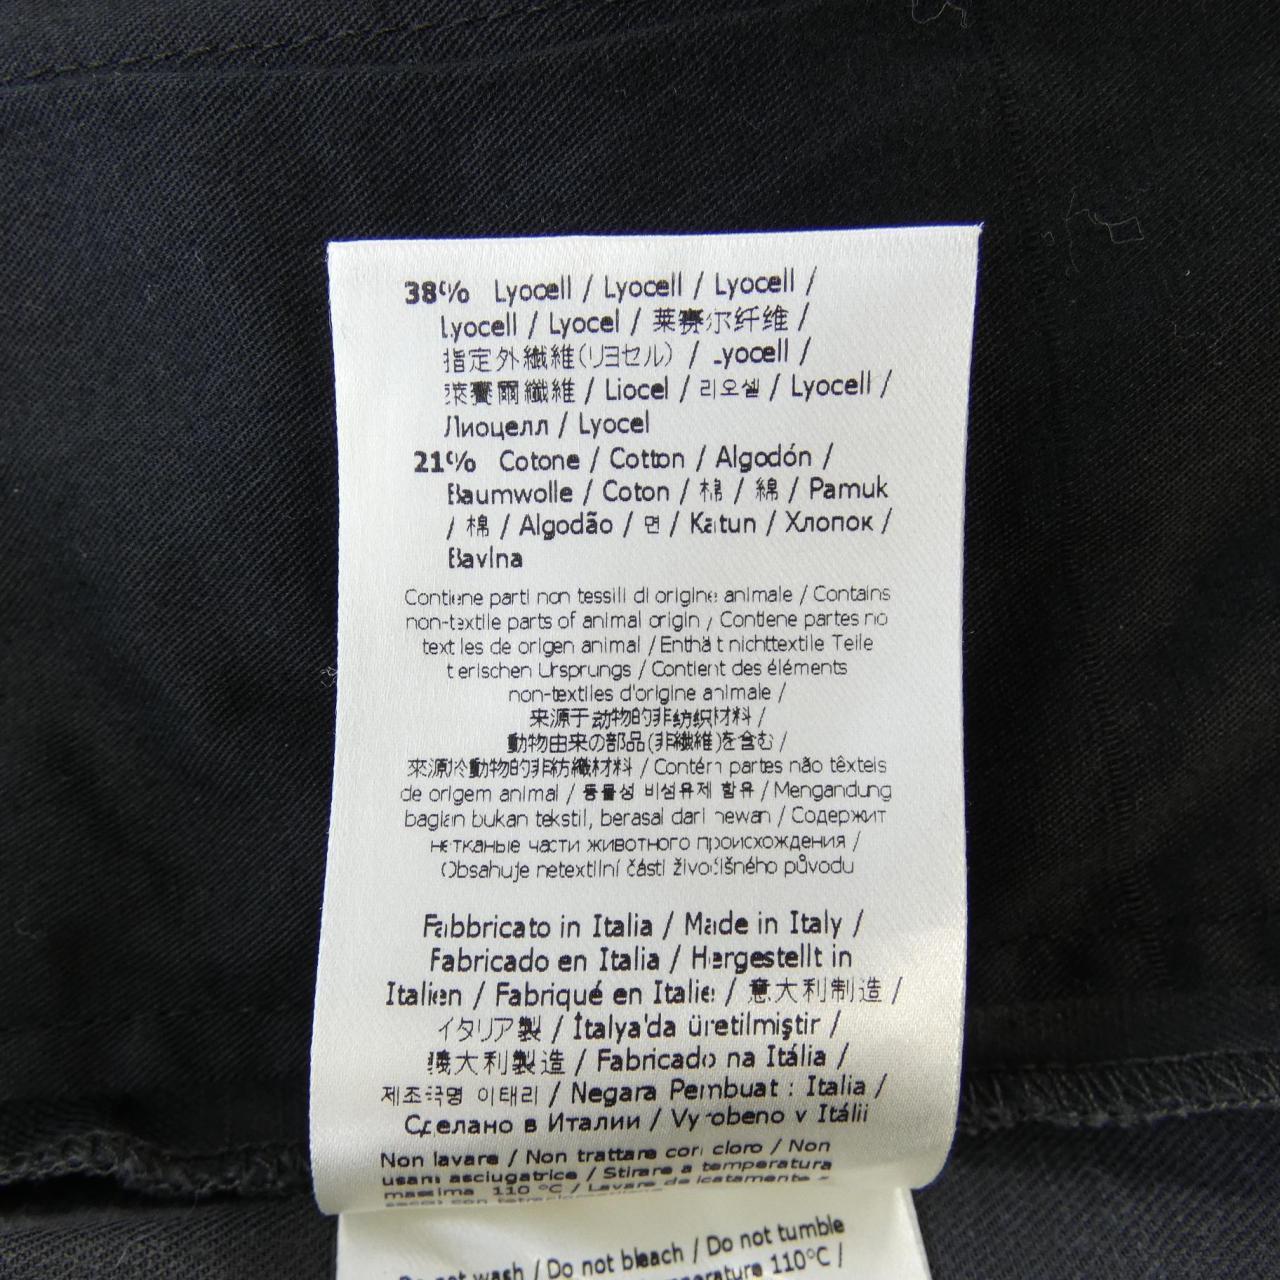 38% Lyocell / Lyocell / Lyocell /
Lyocell / Lyocel / 莱赛尔纤维 /
指定外繊維(リヨセル) / Lyocell /
萊賽爾纖維 / Liocel / 리오셀 / Lyocell /
Лиоцелл / Lyocel
21% Cotone / Cotton / Algodón /
Baumwolle / Coton / 棉 / 綿 / Pamuk
/ 棉 / Algodão / 면 / Katun / Хлопок /
Bavlna
Contiene parti non tessili di origine animale / Contains
non-textile parts of animal origin / Contiene partes no
textiles de origen animal / Enthält nichttextile Teile
tierischen Ursprungs / Contient des éléments
non-textiles d'origine animale /
来源于动物的非纺织材料 /
動物由来の部品(非繊維)を含む /
來源於動物的非紡織材料 / Contém partes não têxteis
de origem animal / 동물성 비섬유제 함유 / Mengandung
bagian bukan tekstil, berasal dari hewan / Содержит
нетканые части животного происхождения /
Obsahuje netextilní části živočišného původu
Fabbricato in Italia / Made in Italy /
Fabricado en Italia / Hergestellt in
Italien / Fabriqué en Italie / 意大利制造 /
イタリア製 / İtalya'da üretilmiştir /
義大利製造 / Fabricado na Itália /
제조국명 이태리 / Negara Pembuat : Italia /
Сделано в Италии / Vyrobeno v Itálii
Non lavare / Non trattare con cloro / Non
usare asciugatrice / Stirare a temperatura
massima 110 °C / Lavare delicatamente a
secco con
Do not wash / Do not bleach / Do not tumble
temperature 110°C /